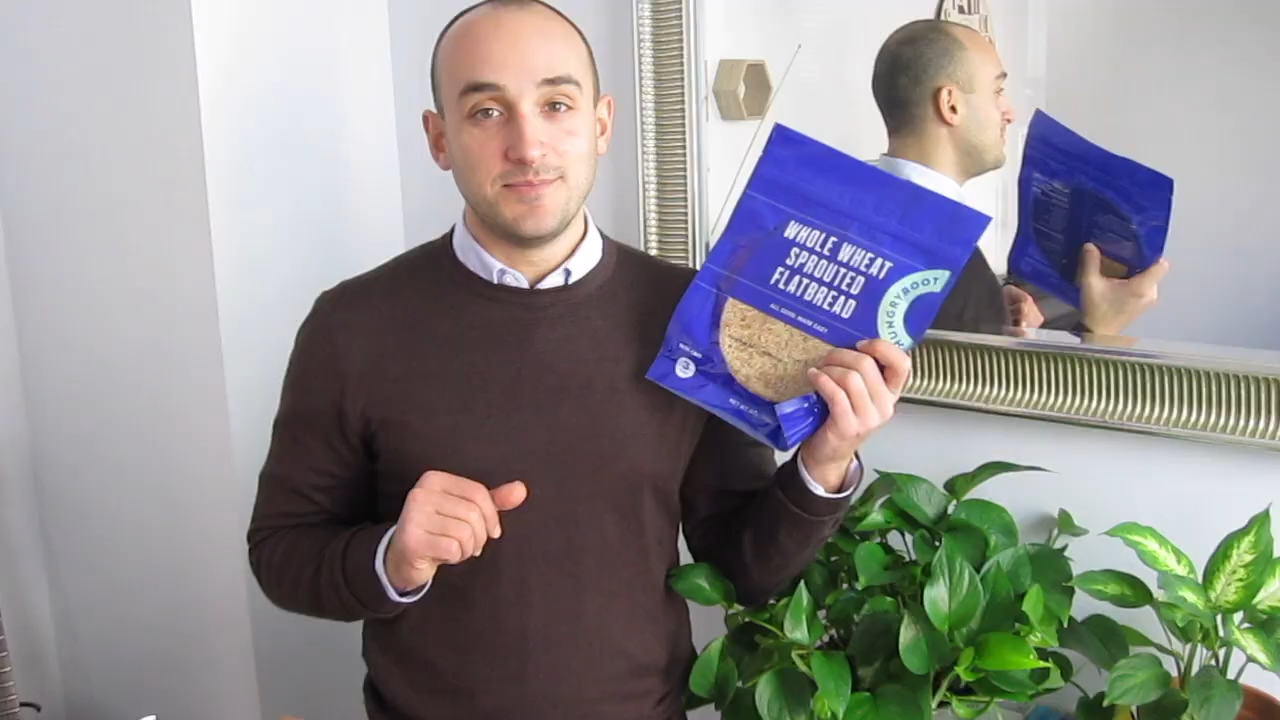 WHOLE WHEAT
SPROUTED
FLATBREAD
HUNGRYROOT
ALL GOOD. MADE EASY